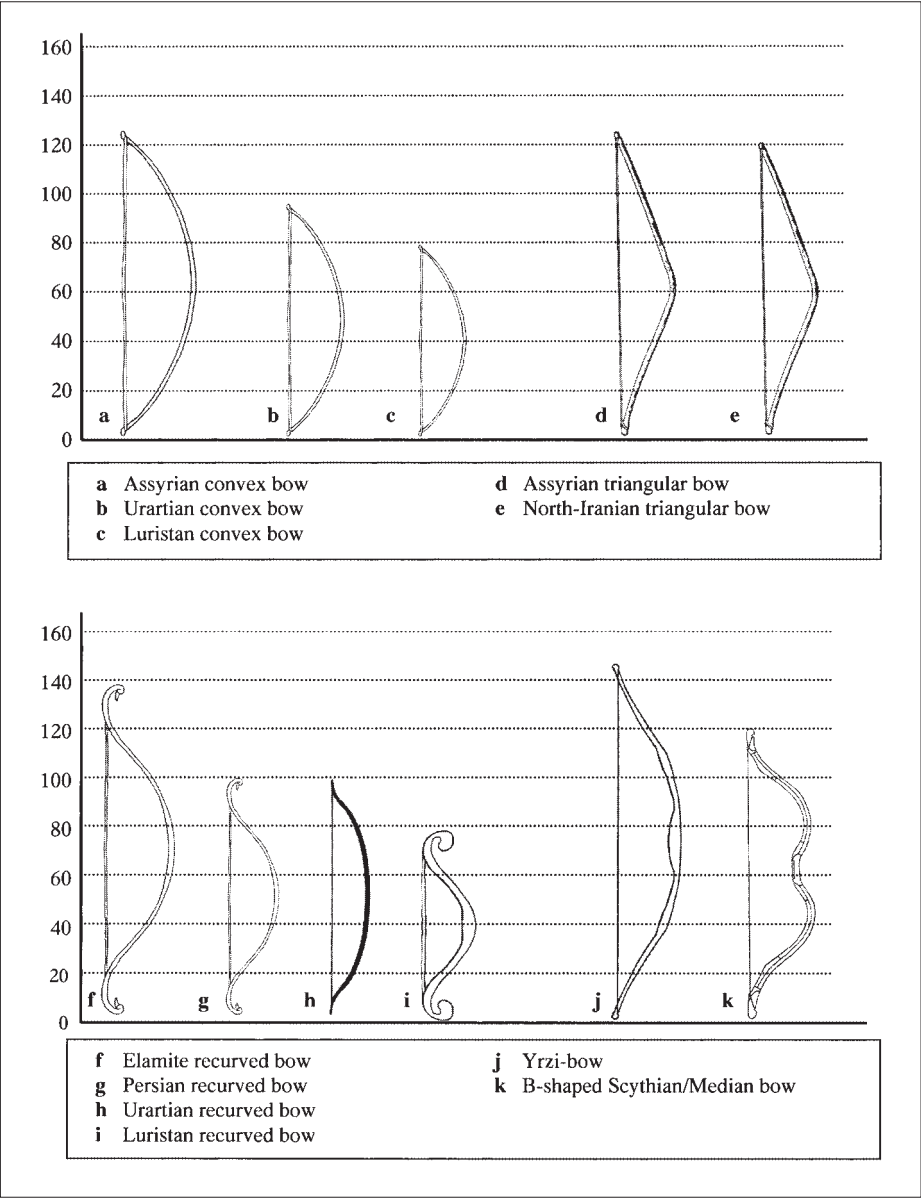 160
140
120
100
80
60
40
20
0
a b c d e
a Assyrian convex bow
b Urartian convex bow
c Luristan convex bow
d Assyrian triangular bow
e North-Iranian triangular bow
160
140
120
100
80
60
40
20
0
f g h i j k
f Elamite recurved bow
g Persian recurved bow
h Urartian recurved bow
i Luristan recurved bow
j Yrzi-bow
k B-shaped Scythian/Median bow